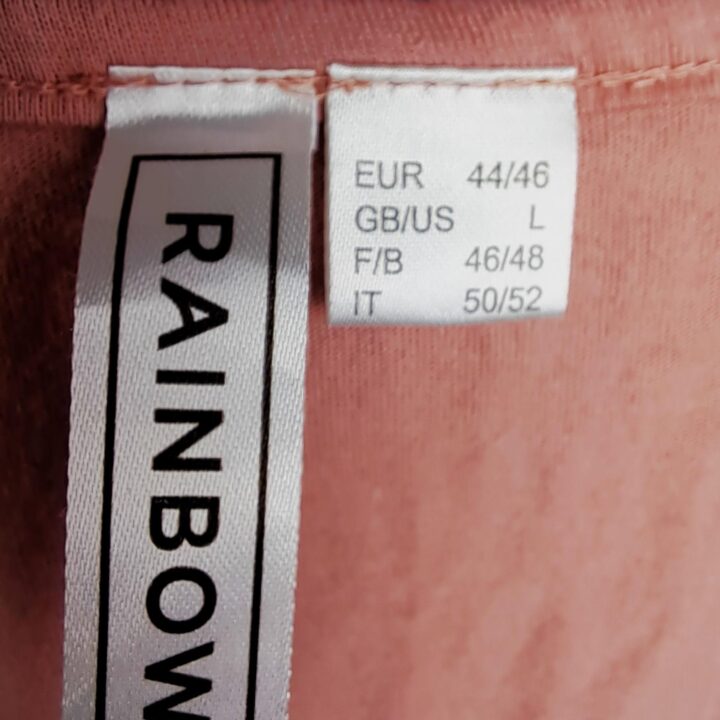 RAINBOW
EUR 44/46
GB/US L
F/B 46/48
IT 50/52